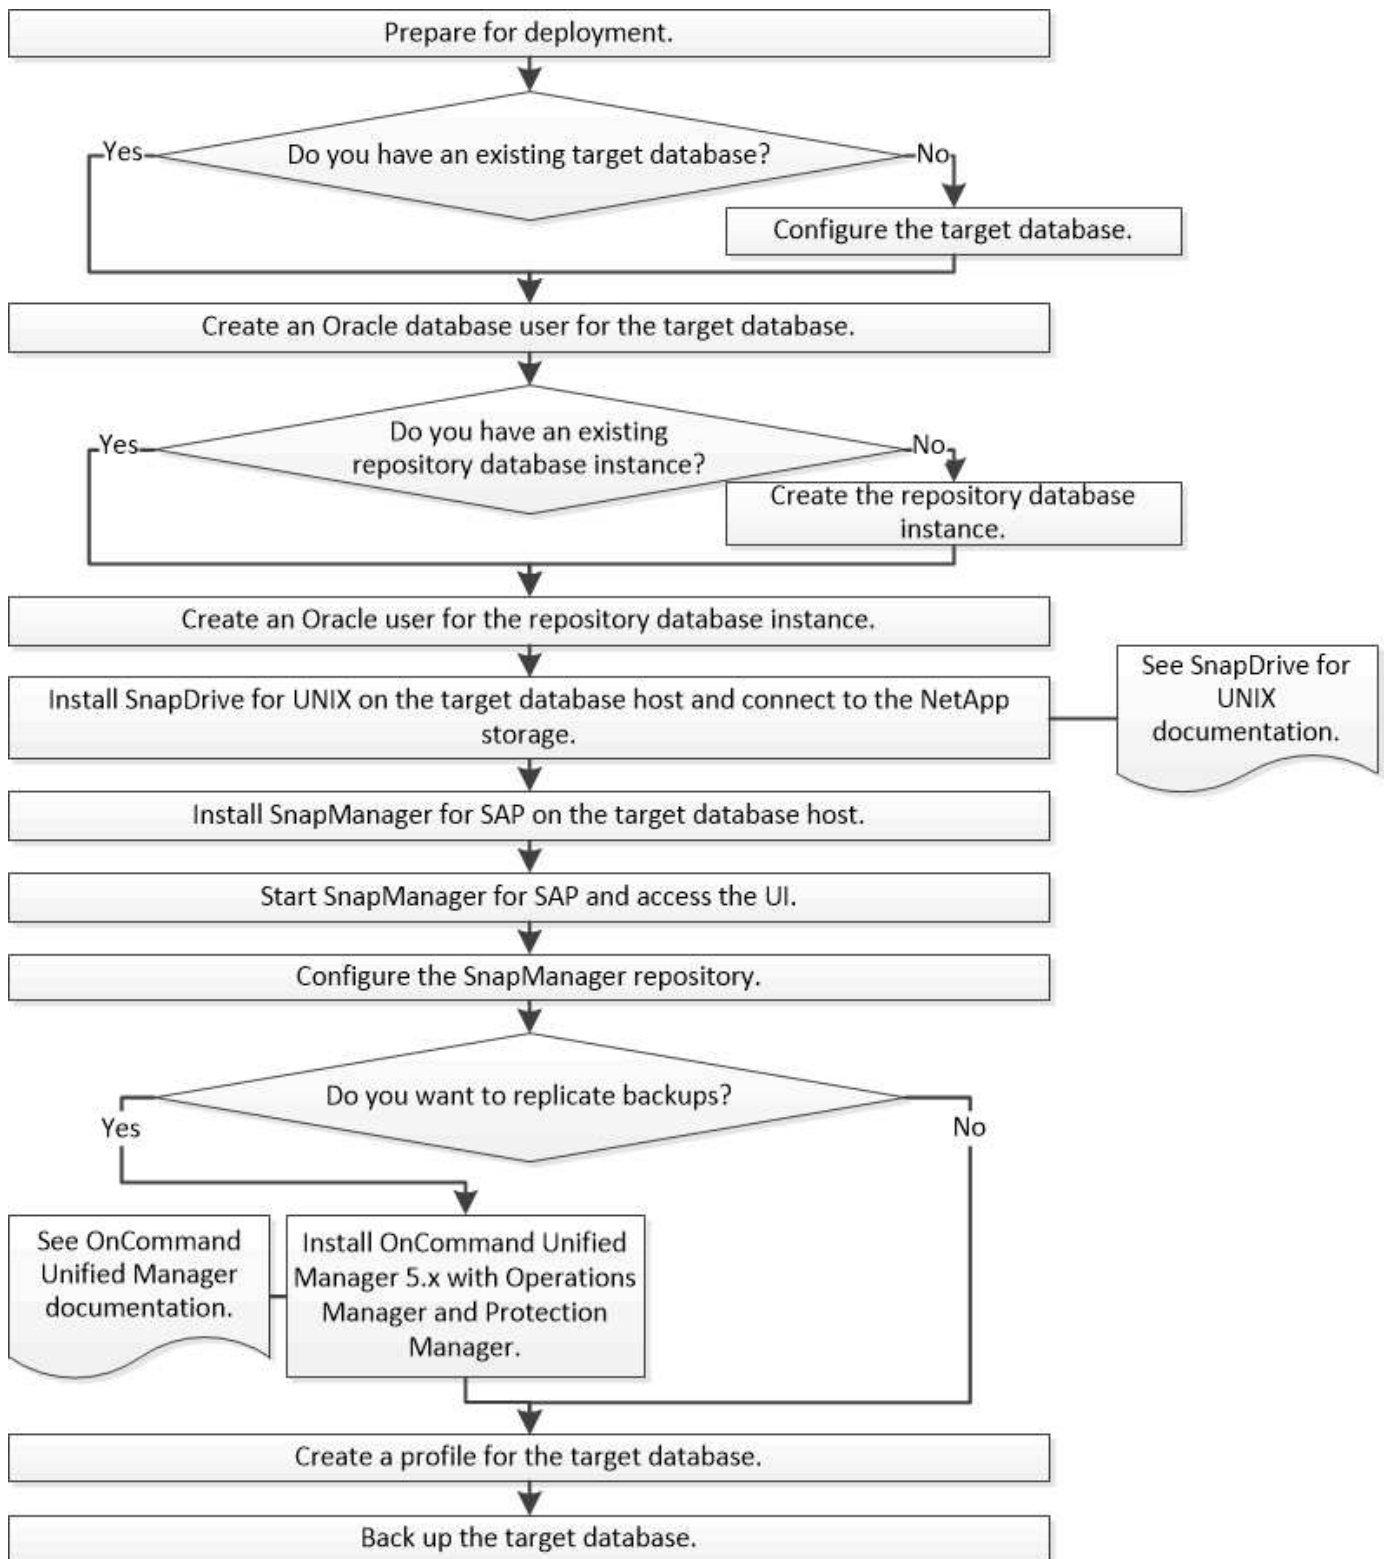 Prepare for deployment.
Yes
Do you have an existing target database?
No
Configure the target database.
Create an Oracle database user for the target database.
Yes
Do you have an existing
repository database instance?
No
Create the repository database
instance.
Create an Oracle user for the repository database instance.
Install SnapDrive for UNIX on the target database host and connect to the NetApp
storage.
See SnapDrive for
UNIX
documentation.
Install SnapManager for SAP on the target database host.
Start SnapManager for SAP and access the UI.
Configure the SnapManager repository.
Do you want to replicate backups?
Yes
No
See OnCommand
Unified Manager
documentation.
Install OnCommand Unified
Manager 5.x with Operations
Manager and Protection
Manager.
Create a profile for the target database.
Back up the target database.